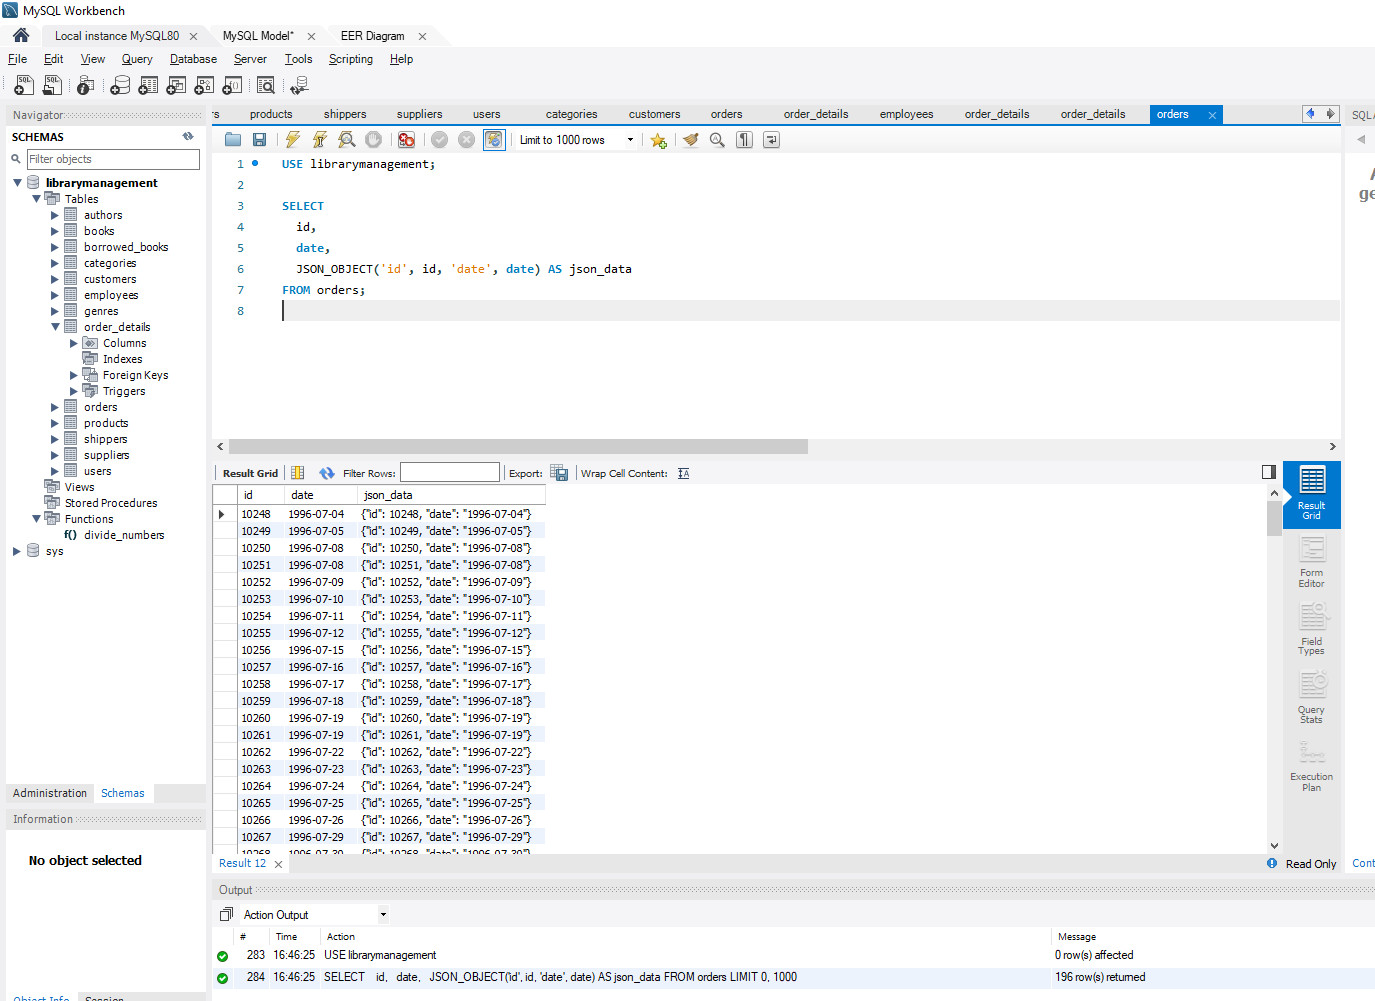 MySQL Workbench
Local instance MySQL80
MySQL Model*
EER Diagram
File Edit View Query Database Server Tools Scripting Help
Navigator
SCHEMAS
Filter objects
librarymanagement
Tables
authors
books
borrowed_books
categories
customers
employees
genres
order_details
Columns
Indexes
Foreign Keys
Triggers
orders
products
shippers
suppliers
users
Views
Stored Procedures
Functions
f() divide_numbers
sys
Administration Schemas
Information
No object selected
Object Info Session
rs products shippers suppliers users categories customers orders order_details employees order_details order_details orders
Limit to 1000 rows
1 USE librarymanagement;
2
3 SELECT
4 id,
5 date,
6 JSON_OBJECT('id', id, 'date', date) AS json_data
7 FROM orders;
8
Result Grid Filter Rows: Export: Wrap Cell Content:
id date json_data
10248 1996-07-04 {"id": 10248, "date": "1996-07-04"}
10249 1996-07-05 {"id": 10249, "date": "1996-07-05"}
10250 1996-07-08 {"id": 10250, "date": "1996-07-08"}
10251 1996-07-08 {"id": 10251, "date": "1996-07-08"}
10252 1996-07-09 {"id": 10252, "date": "1996-07-09"}
10253 1996-07-10 {"id": 10253, "date": "1996-07-10"}
10254 1996-07-11 {"id": 10254, "date": "1996-07-11"}
10255 1996-07-12 {"id": 10255, "date": "1996-07-12"}
10256 1996-07-15 {"id": 10256, "date": "1996-07-15"}
10257 1996-07-16 {"id": 10257, "date": "1996-07-16"}
10258 1996-07-17 {"id": 10258, "date": "1996-07-17"}
10259 1996-07-18 {"id": 10259, "date": "1996-07-18"}
10260 1996-07-19 {"id": 10260, "date": "1996-07-19"}
10261 1996-07-19 {"id": 10261, "date": "1996-07-19"}
10262 1996-07-22 {"id": 10262, "date": "1996-07-22"}
10263 1996-07-23 {"id": 10263, "date": "1996-07-23"}
10264 1996-07-24 {"id": 10264, "date": "1996-07-24"}
10265 1996-07-25 {"id": 10265, "date": "1996-07-25"}
10266 1996-07-26 {"id": 10266, "date": "1996-07-26"}
10267 1996-07-29 {"id": 10267, "date": "1996-07-29"}
10268 1996-07-30 {"id": 10268, "date": "1996-07-30"}
Result
Grid
Form
Editor
Field
Types
Query
Stats
Execution
Plan
Result 12
Read Only
Output
Action Output
# Time Action Message
283 16:46:25 USE librarymanagement 0 row(s) affected
284 16:46:25 SELECT id, date, JSON_OBJECT('id', id, 'date', date) AS json_data FROM orders LIMIT 0, 1000 196 row(s) returned
SQL
ge
Cont